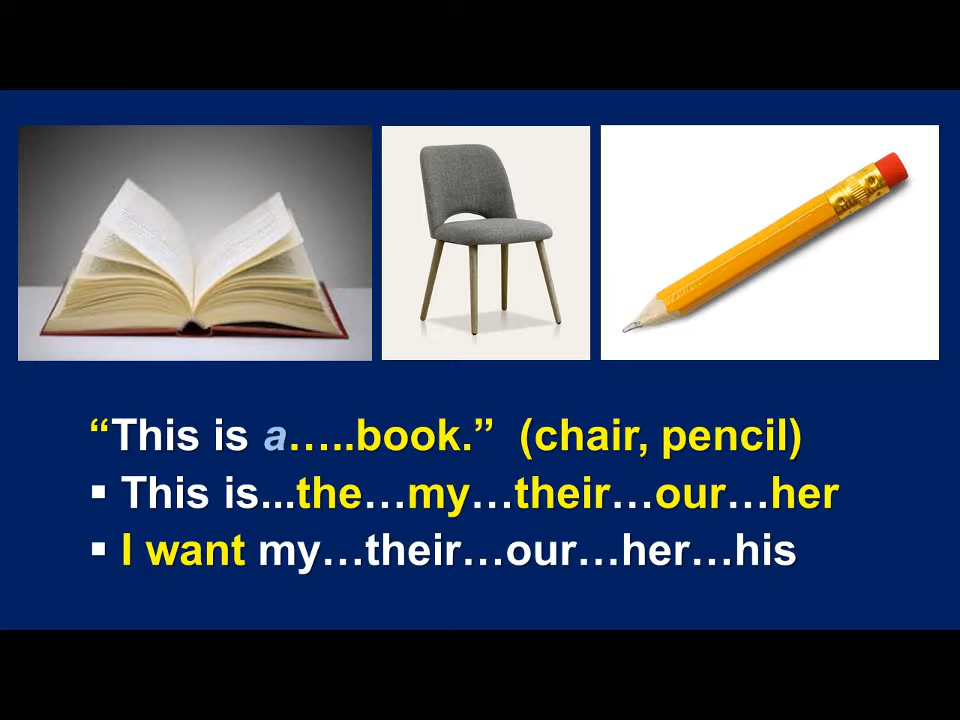 “This is a…..book.” (chair, pencil)
▪ This is...the…my…their…our…her
▪ I want my…their…our…her…his